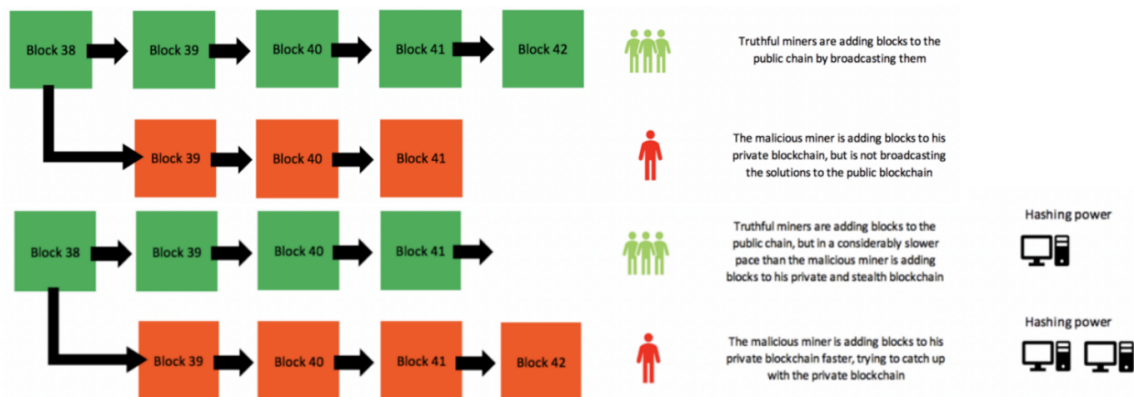 Block 38
Block 39
Block 40
Block 41
Block 42
Truthful miners are adding blocks to the
public chain by broadcasting them
Block 39
Block 40
Block 41
The malicious miner is adding blocks to his
private blockchain, but is not broadcasting
the solutions to the public blockchain
Block 38
Block 39
Block 40
Block 41
Truthful miners are adding blocks to the
public chain, but in a considerably slower
pace than the malicious miner is adding
blocks to his private and stealth blockchain
Hashing power
Block 39
Block 40
Block 41
Block 42
The malicious miner is adding blocks to his
private blockchain faster, trying to catch up
with the private blockchain
Hashing power